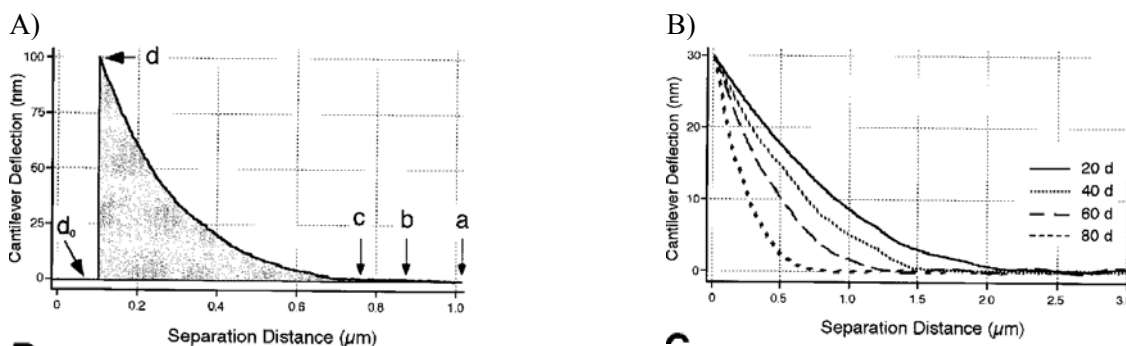 A)
B)
Cantilever Deflection (nm)
100
75
50
25
0
d
d₀
c
b
a
0
0.2
0.4
0.6
0.8
1.0
Separation Distance (µm)
Cantilever Deflection (nm)
30
20
10
0
20 d
40 d
60 d
80 d
0
0.5
1.0
1.5
2.0
2.5
3.0
Separation Distance (µm)